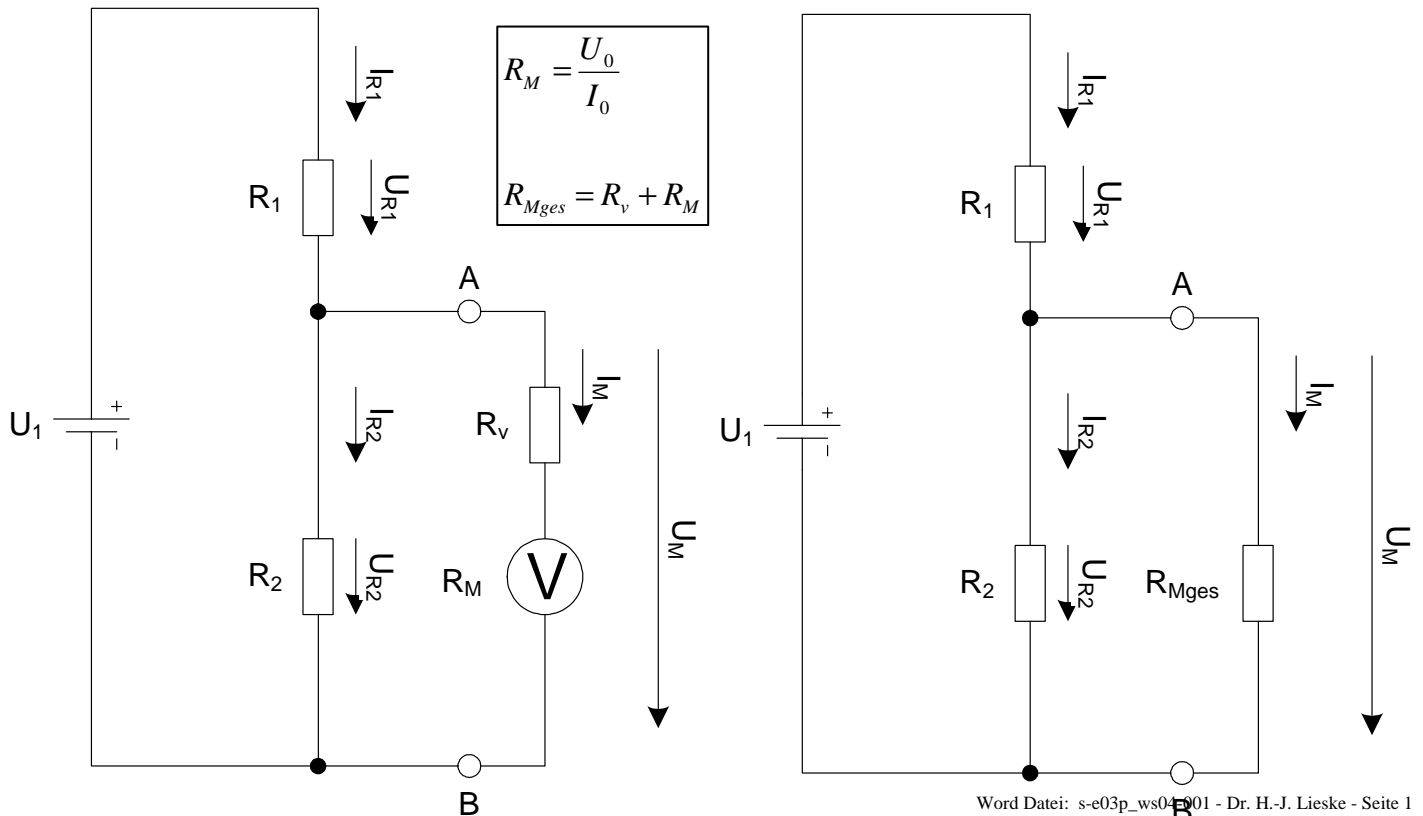 I_R1
R_M = U_0 / I_0
R_1
U_R1
R_Mges = R_v + R_M
A
I_M
U_1
+
−
I_R2
R_v
U_M
R_2
U_R2
R_M
V
B
I_R1
R_1
U_R1
A
I_M
U_1
+
−
I_R2
U_M
R_2
U_R2
R_Mges
B
Word Datei: s-e03p_ws04-001 - Dr. H.-J. Lieske - Seite 1